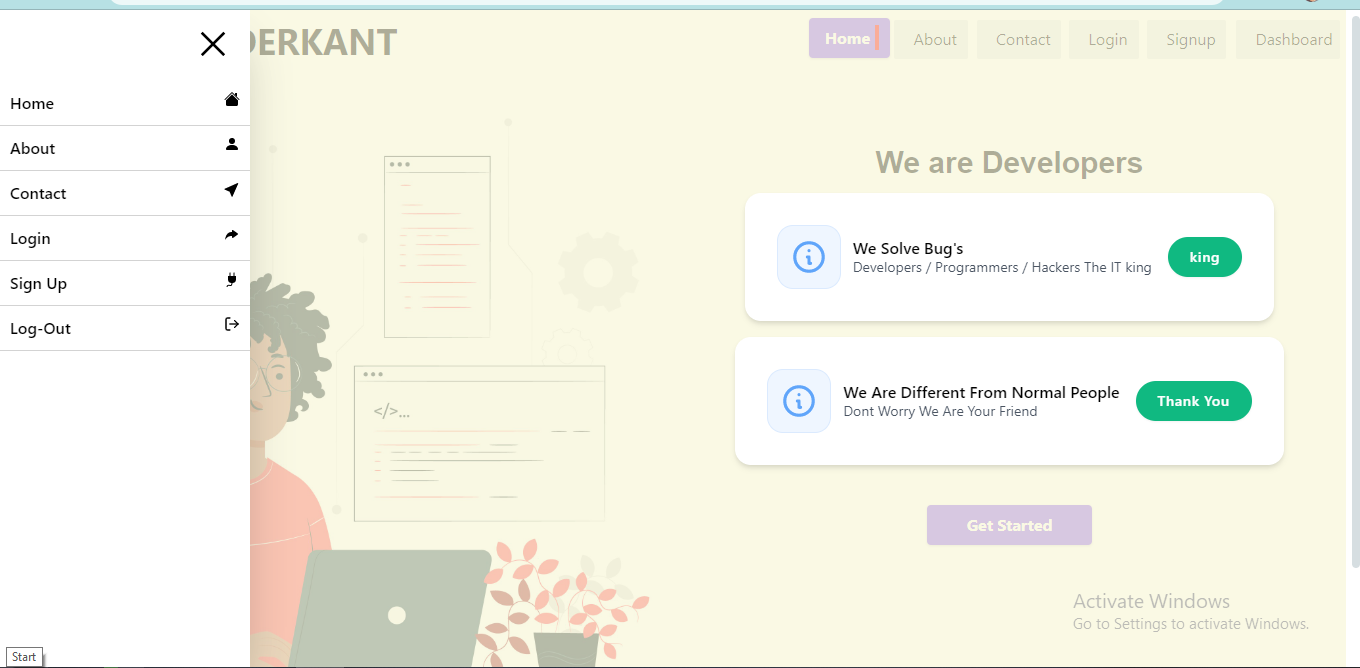 DERKANT
Home
About
Contact
Login
Signup
Dashboard
Home
About
Contact
Login
Sign Up
Log-Out
</>...
We are Developers
We Solve Bug's
Developers / Programmers / Hackers The IT king
king
We Are Different From Normal People
Dont Worry We Are Your Friend
Thank You
Get Started
Activate Windows
Go to Settings to activate Windows.
Start